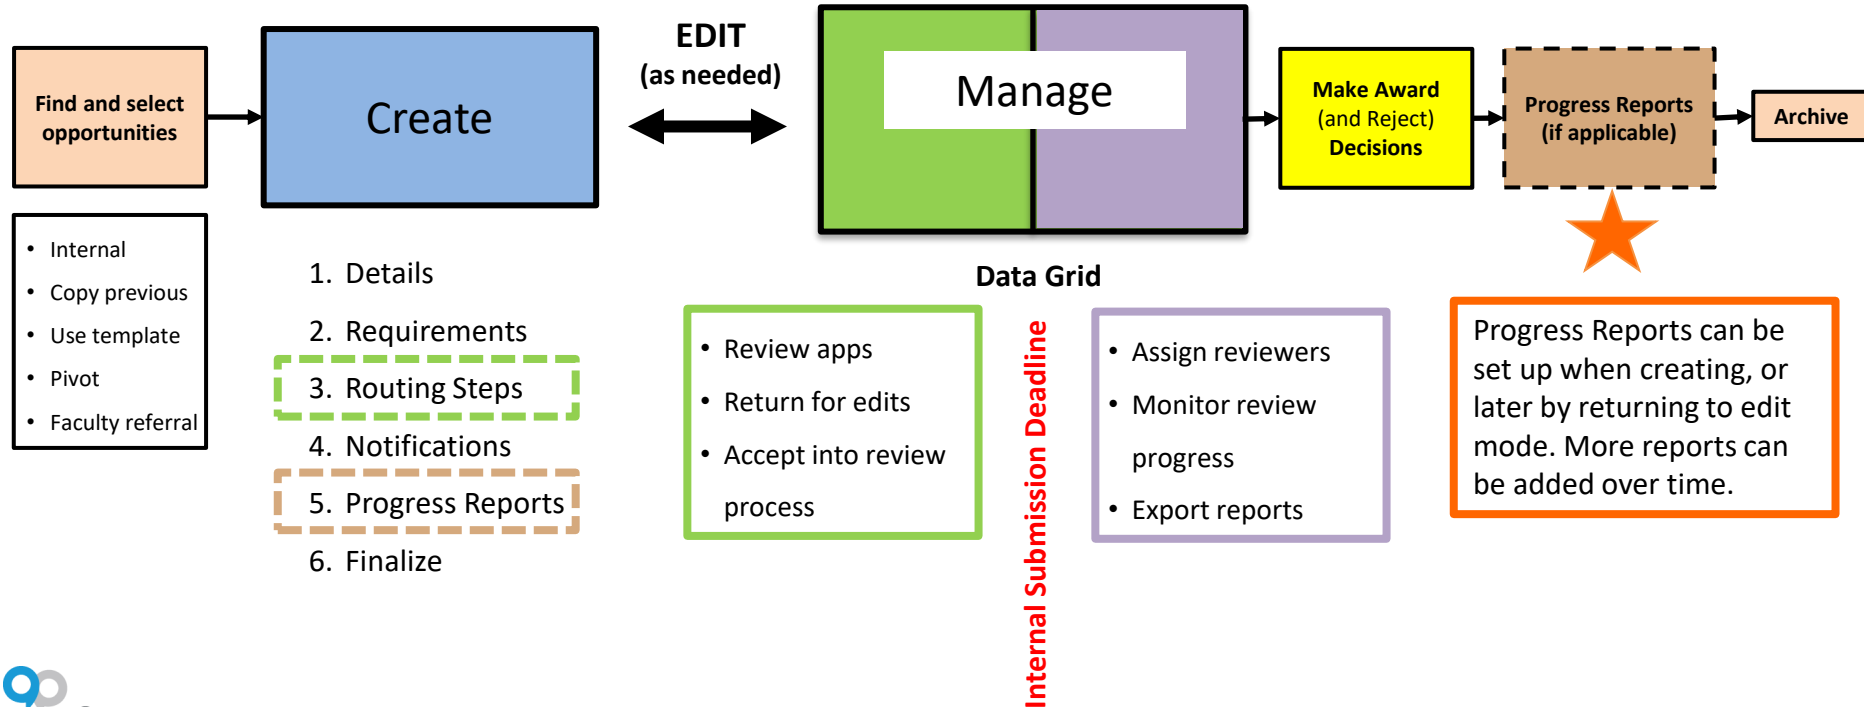 Find and select
opportunities
Create
EDIT
(as needed)
Manage
Make Award
(and Reject)
Decisions
Progress Reports
(if applicable)
Archive
• Internal
• Copy previous
• Use template
• Pivot
• Faculty referral
1. Details
2. Requirements
3. Routing Steps
4. Notifications
5. Progress Reports
6. Finalize
Data Grid
• Review apps
• Return for edits
• Accept into review
process
Internal Submission Deadline
• Assign reviewers
• Monitor review
progress
• Export reports
Progress Reports can be
set up when creating, or
later by returning to edit
mode. More reports can
be added over time.